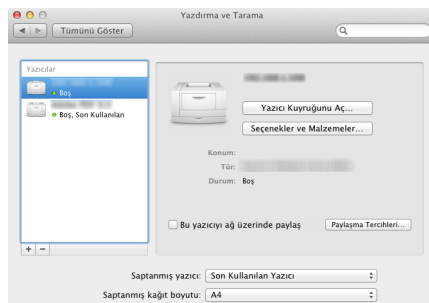 Yazdırma ve Tarama
Tümünü Göster
Yazıcılar
Boş
Boş, Son Kullanılan
Yazıcı Kuyruğunu Aç...
Seçenekler ve Malzemeler...
Konum:
Tür:
Durum: Boş
Bu yazıcıyı ağ üzerinde paylaş
Paylaşma Tercihleri...
+ −
Saptanmış yazıcı: Son Kullanılan Yazıcı
Saptanmış kağıt boyutu: A4